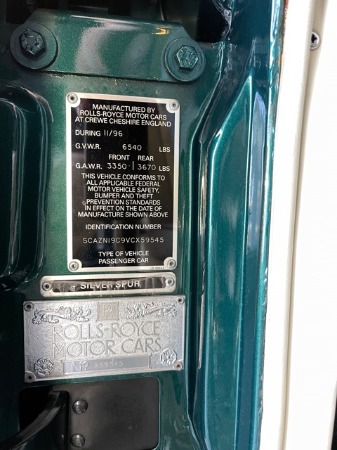 MANUFACTURED BY
ROLLS-ROYCE MOTOR CARS
AT CREWE CHESHIRE ENGLAND
DURING 11/96
G.V.W.R. 6540 LBS
FRONT REAR
G.A.W.R. 3350 3670 LBS
THIS VEHICLE CONFORMS TO
ALL APPLICABLE FEDERAL
MOTOR VEHICLE SAFETY,
BUMPER AND THEFT
PREVENTION STANDARDS
IN EFFECT ON THE DATE OF
MANUFACTURE SHOWN ABOVE
IDENTIFICATION NUMBER
SCAZN19C9VCX59545
TYPE OF VEHICLE
PASSENGER CAR
SILVER SPUR
ROLLS-ROYCE
MOTOR CARS